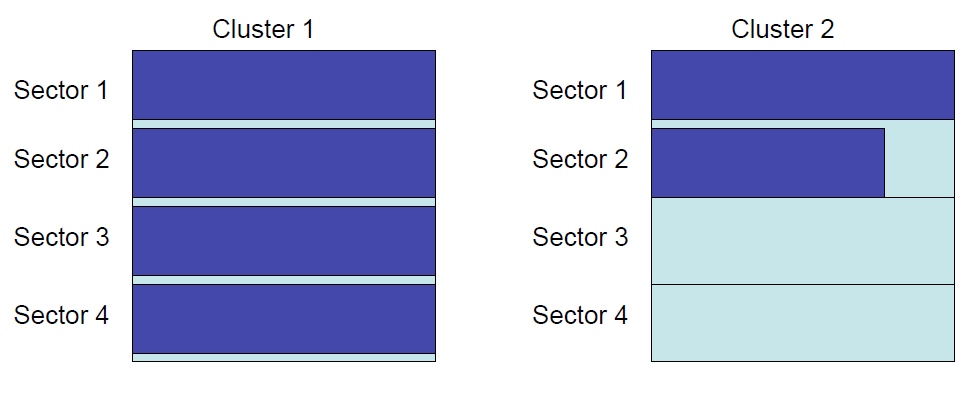 Cluster 1
Sector 1
Sector 2
Sector 3
Sector 4
Cluster 2
Sector 1
Sector 2
Sector 3
Sector 4